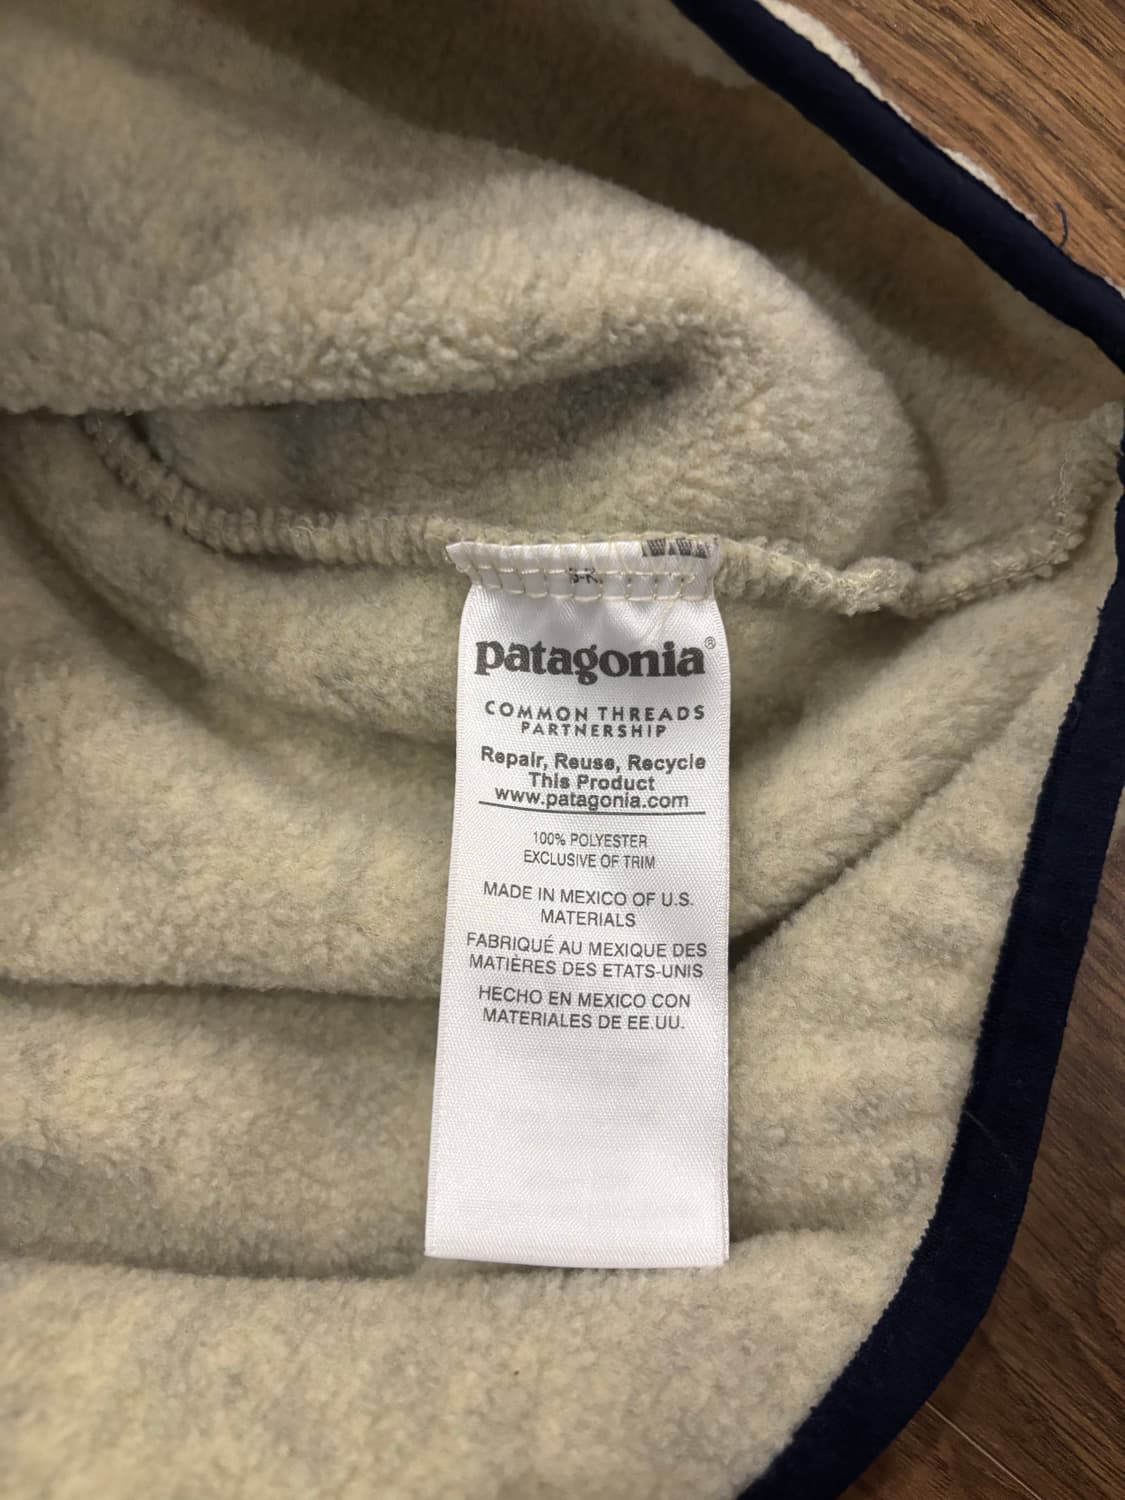 patagonia®
COMMON THREADS
PARTNERSHIP
Repair, Reuse, Recycle
This Product
www.patagonia.com
100% POLYESTER
EXCLUSIVE OF TRIM
MADE IN MEXICO OF U.S.
MATERIALS
FABRIQUÉ AU MEXIQUE DES
MATIÈRES DES ETATS-UNIS
HECHO EN MEXICO CON
MATERIALES DE EE.UU.